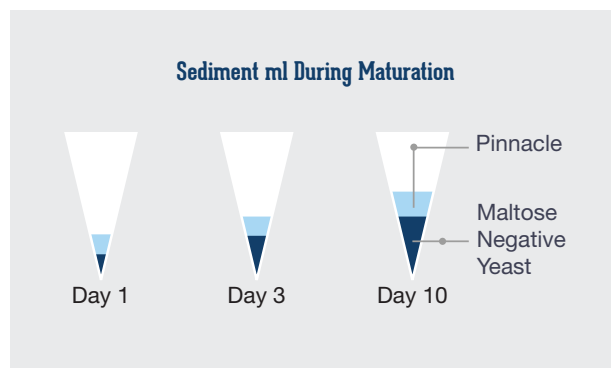 Sediment ml During Maturation
Pinnacle
Maltose
Negative
Yeast
Day 1
Day 3
Day 10